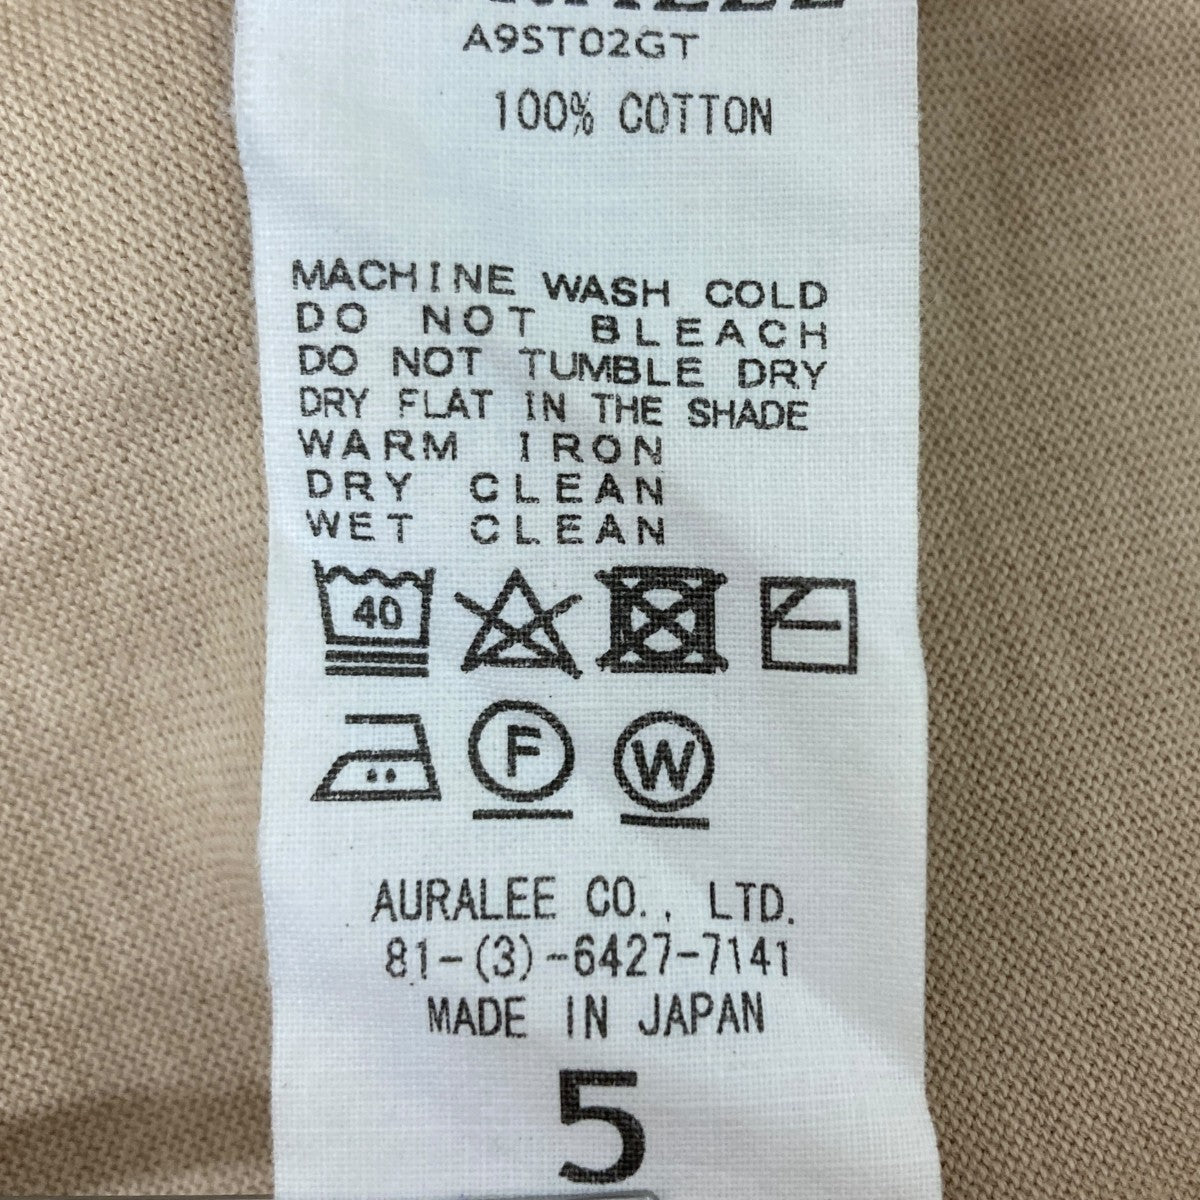 A9ST02GT
100% COTTON
MACHINE WASH COLD
DO NOT BLEACH
DO NOT TUMBLE DRY
DRY FLAT IN THE SHADE
WARM IRON
DRY CLEAN
WET CLEAN
40
F W
AURALEE CO., LTD.
81-(3)-6427-7141
MADE IN JAPAN
5